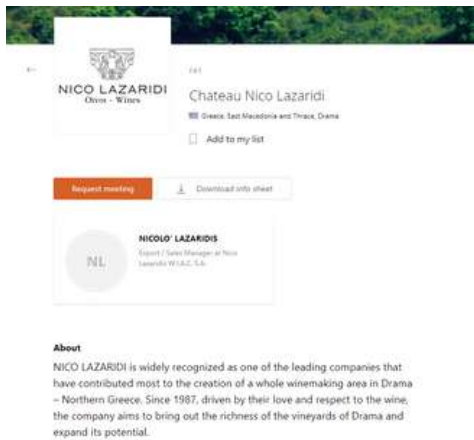 NICO LAZARIDI
Οινοι - Wines
Chateau Nico Lazaridi
Greece, East Macedonia and Thrace, Drama
Add to my list
Request meeting
Download info sheet
NICOLO' LAZARIDIS
NL
Export / Sales Manager at Nico
Lazaridis W.I.A.C. S.A.
About
NICO LAZARIDI is widely recognized as one of the leading companies that
have contributed most to the creation of a whole winemaking area in Drama
– Northern Greece. Since 1987, driven by their love and respect to the wine,
the company aims to bring out the richness of the vineyards of Drama and
expand its potential.